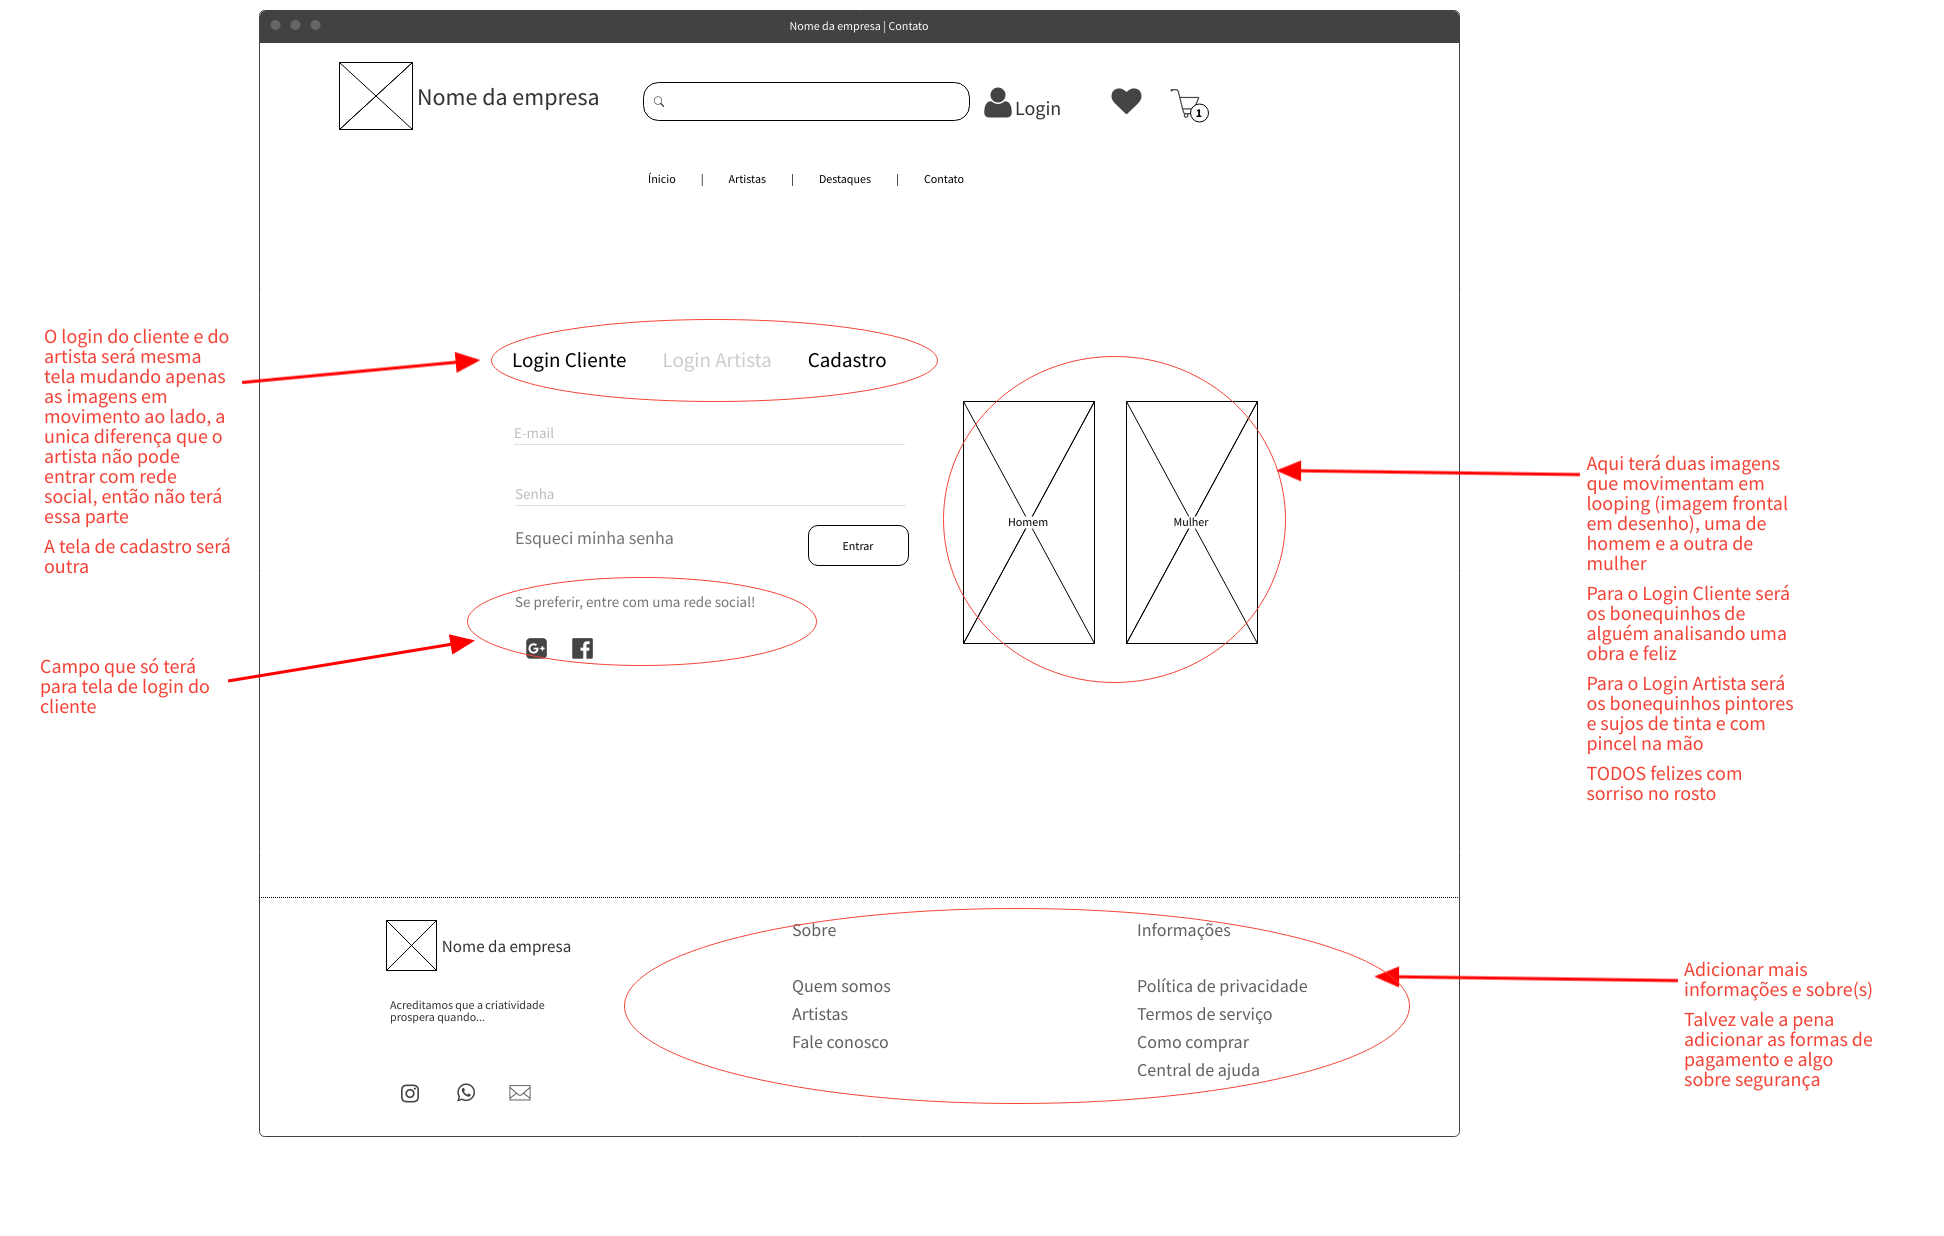 Nome da empresa | Contato
Nome da empresa
Login
1
Ínicio | Artistas | Destaques | Contato
O login do cliente e do
artista será mesma
tela mudando apenas
as imagens em
movimento ao lado, a
unica diferença que o
artista não pode
entrar com rede
social, então não terá
essa parte
A tela de cadastro será
outra
Campo que só terá
para tela de login do
cliente
Login Cliente Login Artista Cadastro
E-mail
Senha
Esqueci minha senha
Entrar
Se preferir, entre com uma rede social!
G+
Homem
Mulher
Aqui terá duas imagens
que movimentam em
looping (imagem frontal
em desenho), uma de
homem e a outra de
mulher
Para o Login Cliente será
os bonequinhos de
alguém analisando uma
obra e feliz
Para o Login Artista será
os bonequinhos pintores
e sujos de tinta e com
pincel na mão
TODOS felizes com
sorriso no rosto
Nome da empresa
Acreditamos que a criatividade
prospera quando...
Sobre
Quem somos
Artistas
Fale conosco
Informações
Política de privacidade
Termos de serviço
Como comprar
Central de ajuda
Adicionar mais
informações e sobre(s)
Talvez vale a pena
adicionar as formas de
pagamento e algo
sobre segurança